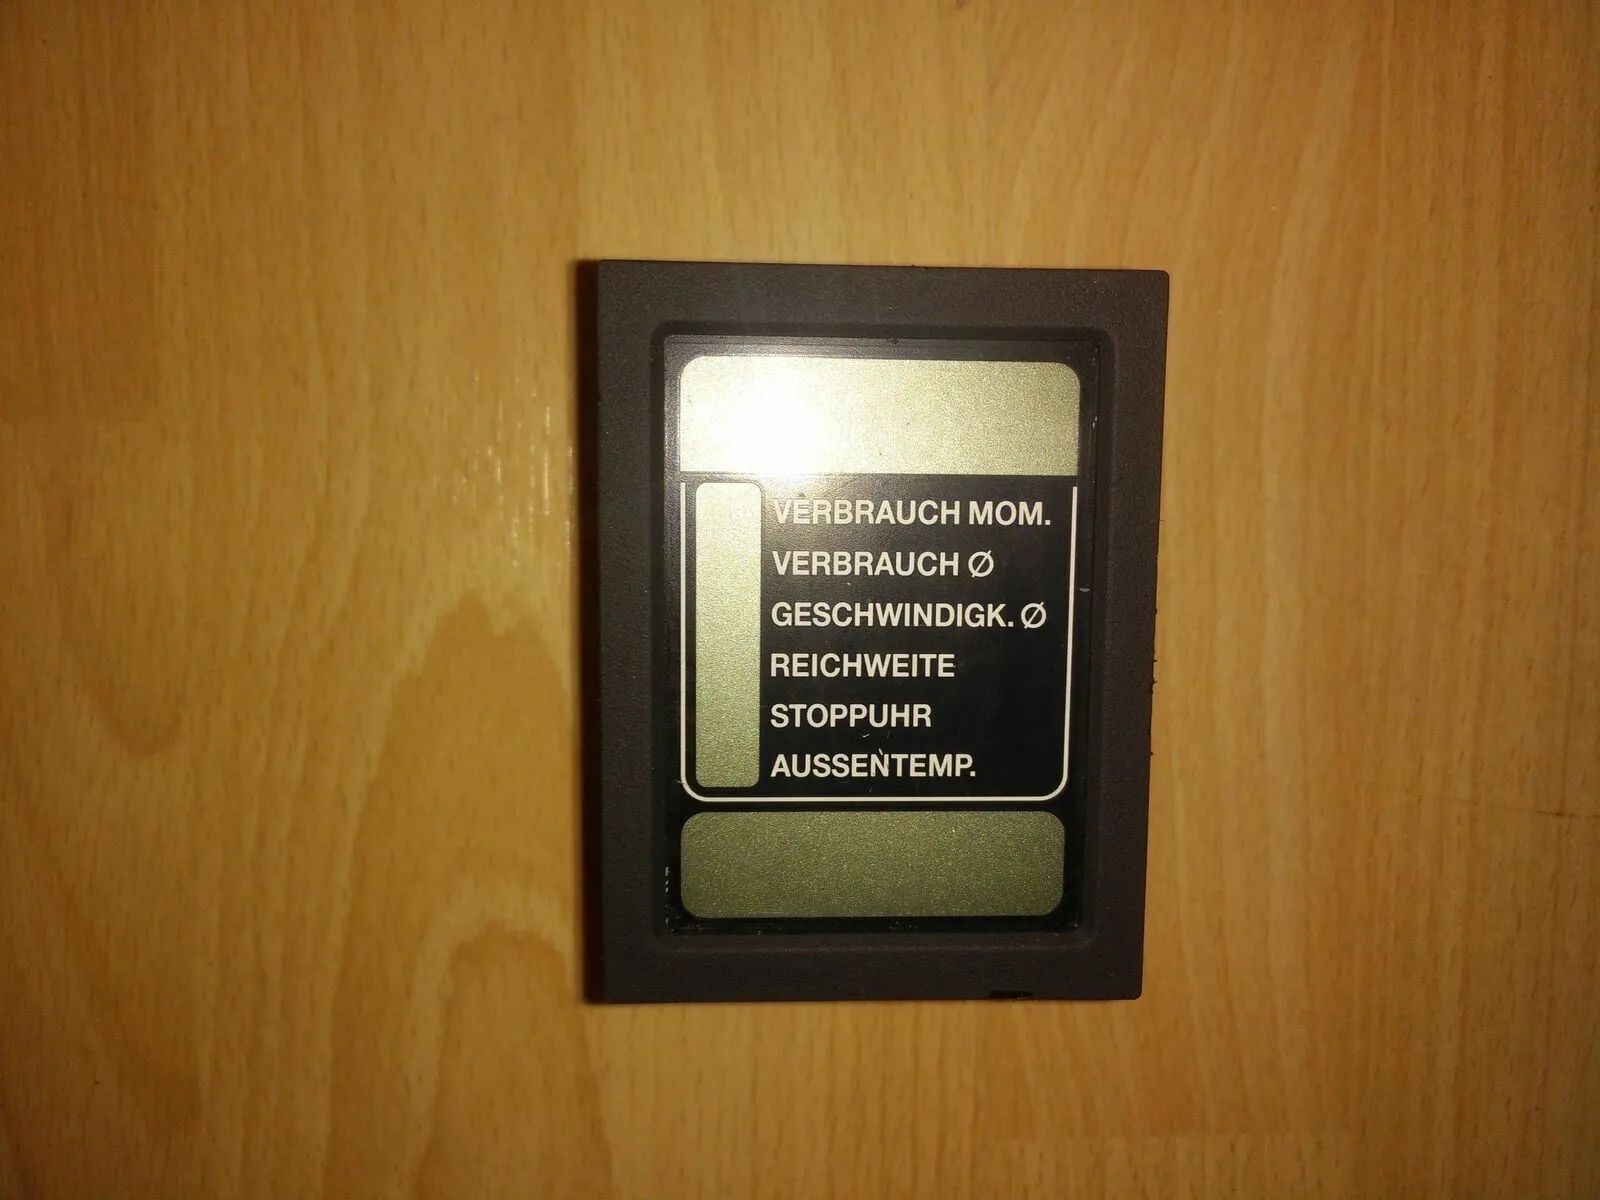 VERBRAUCH MOM.
VERBRAUCH Ø
GESCHWINDIGK. Ø
REICHWEITE
STOPPUHR
AUSSENTEMP.